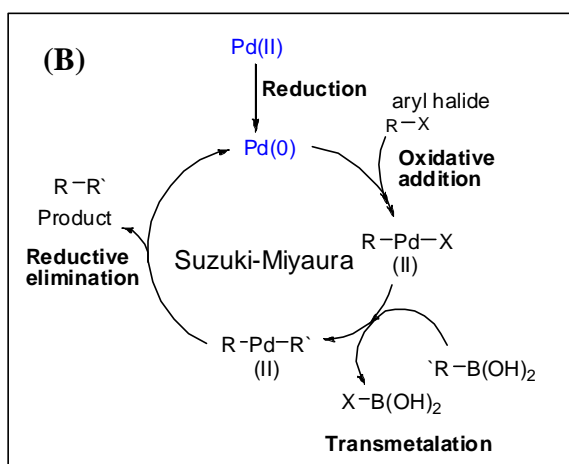 (B)
Pd(II)
Reduction
Pd(0)
aryl halide
R-X
Oxidative
addition
R-Pd-X
(II)
`R-B(OH)2
X-B(OH)2
Transmetalation
R-Pd-R`
(II)
Suzuki-Miyaura
Reductive
elimination
R-R`
Product